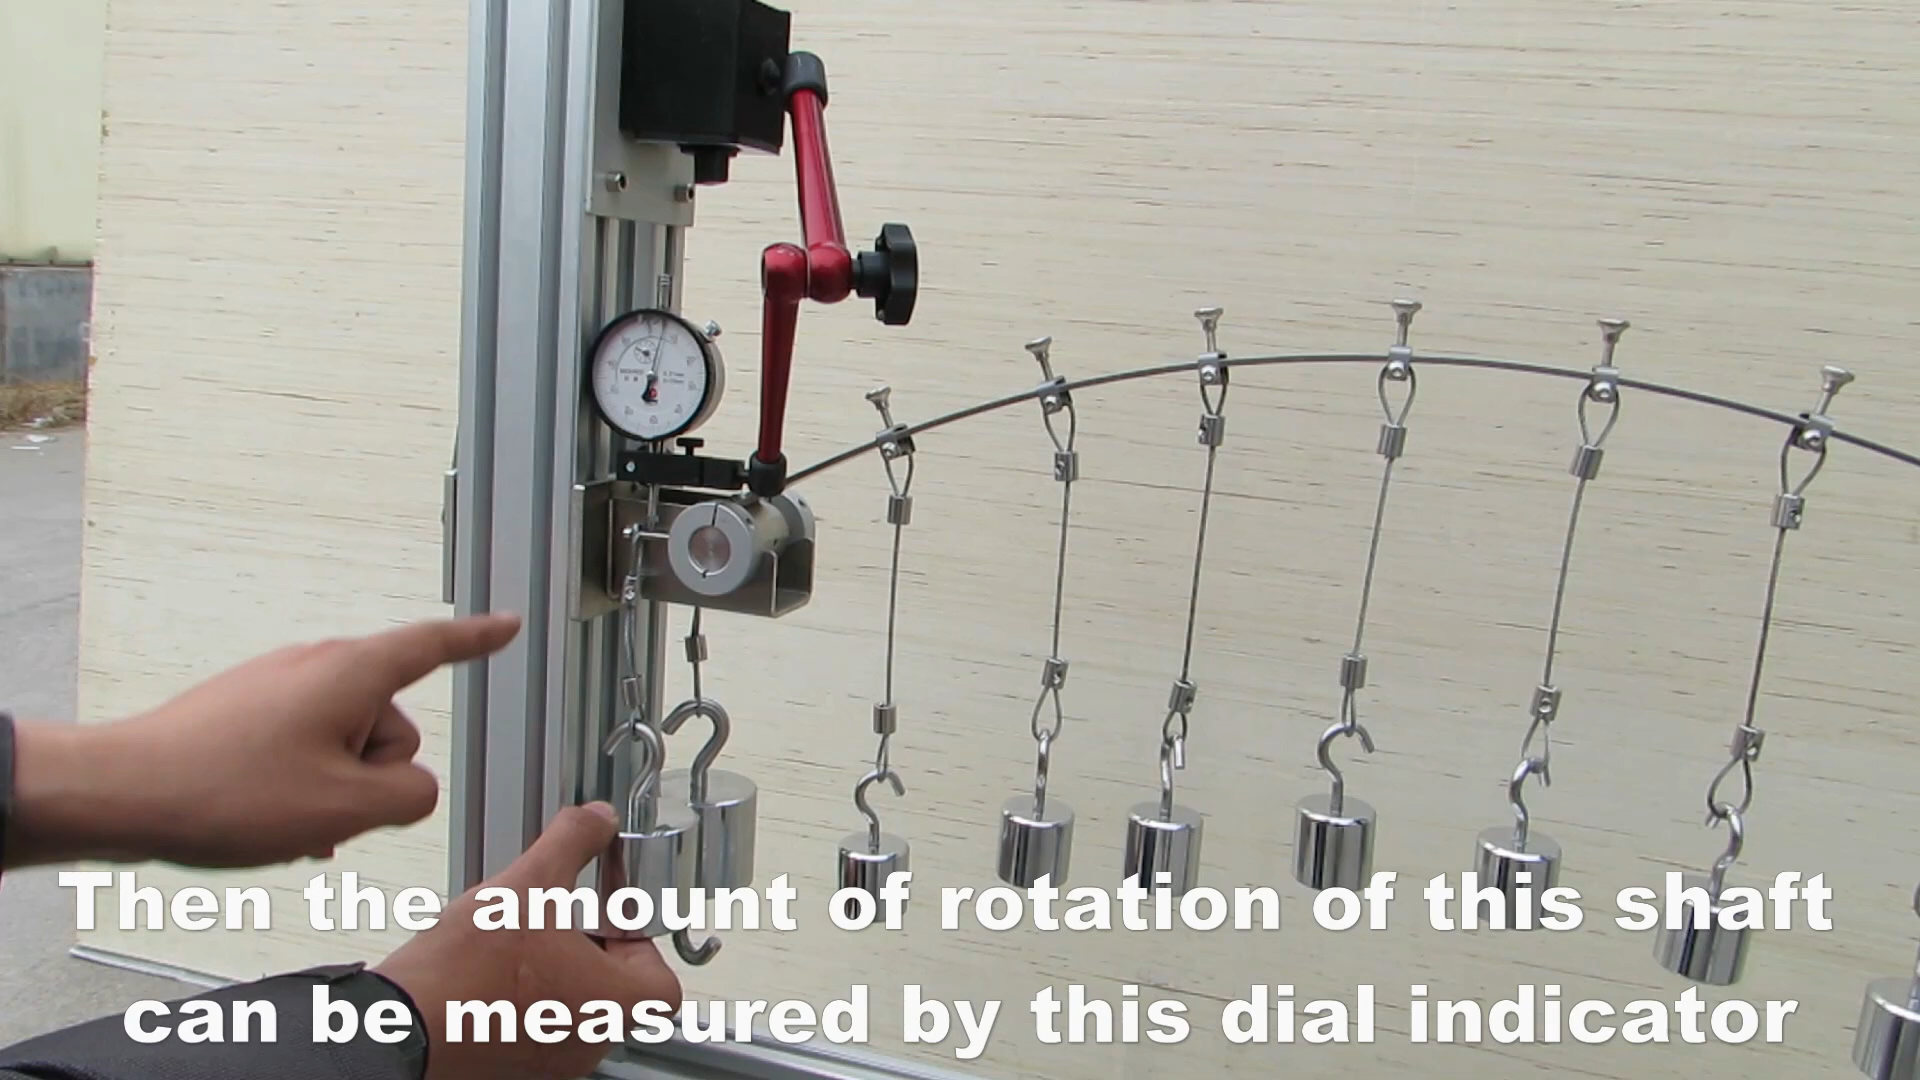 Then the amount of rotation of this shaft
can be measured by this dial indicator